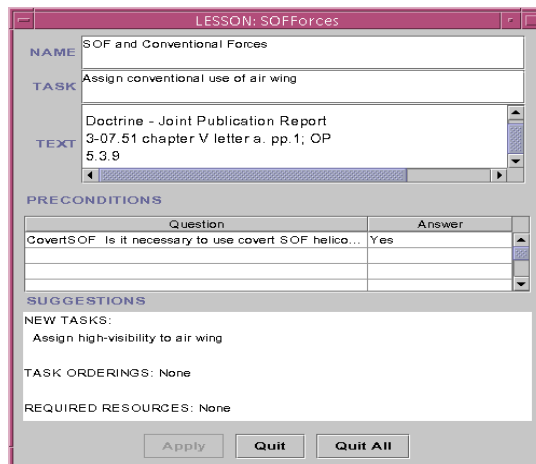 LESSON: SOFForces
NAME
SOF and Conventional Forces
TASK
Assign conventional use of air wing
TEXT
Doctrine - Joint Publication Report
3-07.51 chapter V letter a. pp.1; OP
5.3.9
PRECONDITIONS
Question Answer
CovertSOF Is it necessary to use covert SOF helico... Yes
SUGGESTIONS
NEW TASKS:
Assign high-visibility to air wing
TASK ORDERINGS: None
REQUIRED RESOURCES: None
Apply Quit Quit All